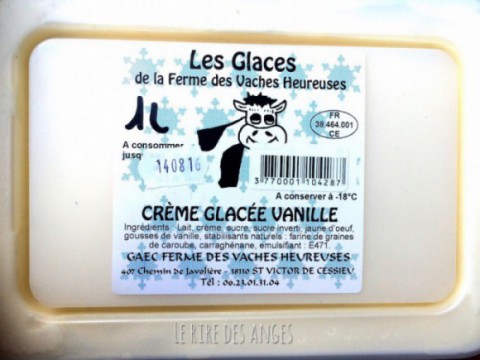 Les Glaces
de la Ferme des Vaches Heureuses
1L
FR
38.464.001
CE
A consommer
jusq
140816
3 770001 104287
A conserver à -18°C
CRÈME GLACÉE VANILLE
Ingrédients : Lait, crème, sucre, sucre inverti, jaune d'oeuf,
gousses de vanille, stabilisants naturels : farine de graines
de caroube, carraghénane, emulsifiant : E471.
GAEC FERME DES VACHES HEUREUSES
407 Chemin de Javolière - 38110 ST VICTOR DE CESSIEU
Tél : 06.23.01.31.04
LE RIRE DES ANGES